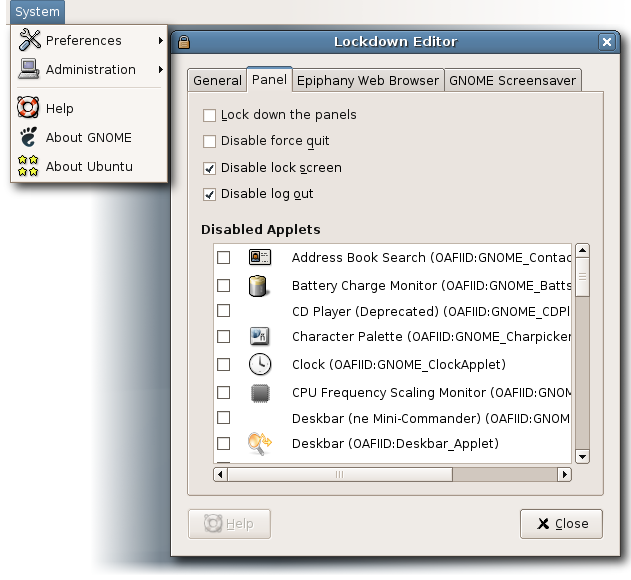 System
Preferences
Administration
Help
About GNOME
About Ubuntu
Lockdown Editor
General
Panel
Epiphany Web Browser
GNOME Screensaver
Lock down the panels
Disable force quit
Disable lock screen
Disable log out
Disabled Applets
Address Book Search (OAFIID:GNOME_Contac
Battery Charge Monitor (OAFIID:GNOME_Batts
CD Player (Deprecated) (OAFIID:GNOME_CDPl
Character Palette (OAFIID:GNOME_Charpicker
Clock (OAFIID:GNOME_ClockApplet)
CPU Frequency Scaling Monitor (OAFIID:GNOM
Deskbar (ne Mini-Commander) (OAFIID:GNOM
Deskbar (OAFIID:Deskbar_Applet)
Help
Close